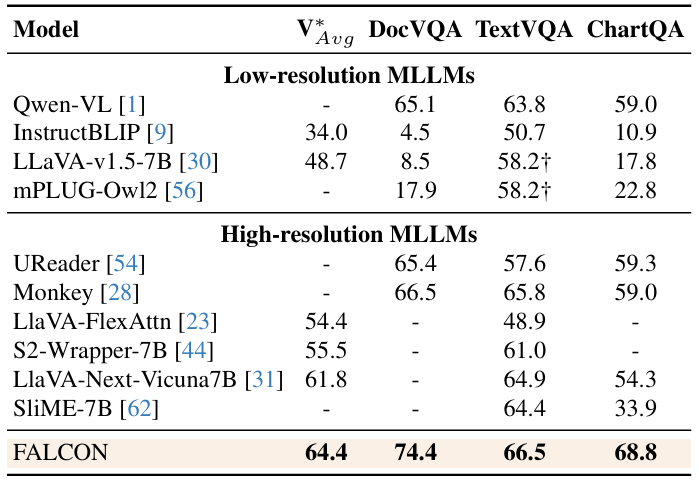 Model V*Avg DocVQA TextVQA ChartQA
Low-resolution MLLMs
Qwen-VL [1] - 65.1 63.8 59.0
InstructBLIP [9] 34.0 4.5 50.7 10.9
LLaVA-v1.5-7B [30] 48.7 8.5 58.2† 17.8
mPLUG-Owl2 [56] - 17.9 58.2† 22.8
High-resolution MLLMs
UReader [54] - 65.4 57.6 59.3
Monkey [28] - 66.5 65.8 59.0
LlaVA-FlexAttn [23] 54.4 - 48.9 -
S2-Wrapper-7B [44] 55.5 - 61.0 -
LlaVA-Next-Vicuna7B [31] 61.8 - 64.9 54.3
SliME-7B [62] - - 64.4 33.9
FALCON 64.4 74.4 66.5 68.8